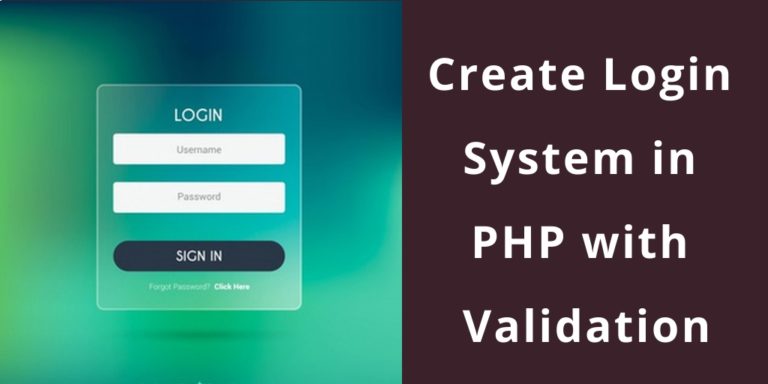 LOGIN
Username
Password
SIGN IN
Forgot Password? Click Here
Create Login
System in
PHP with
Validation